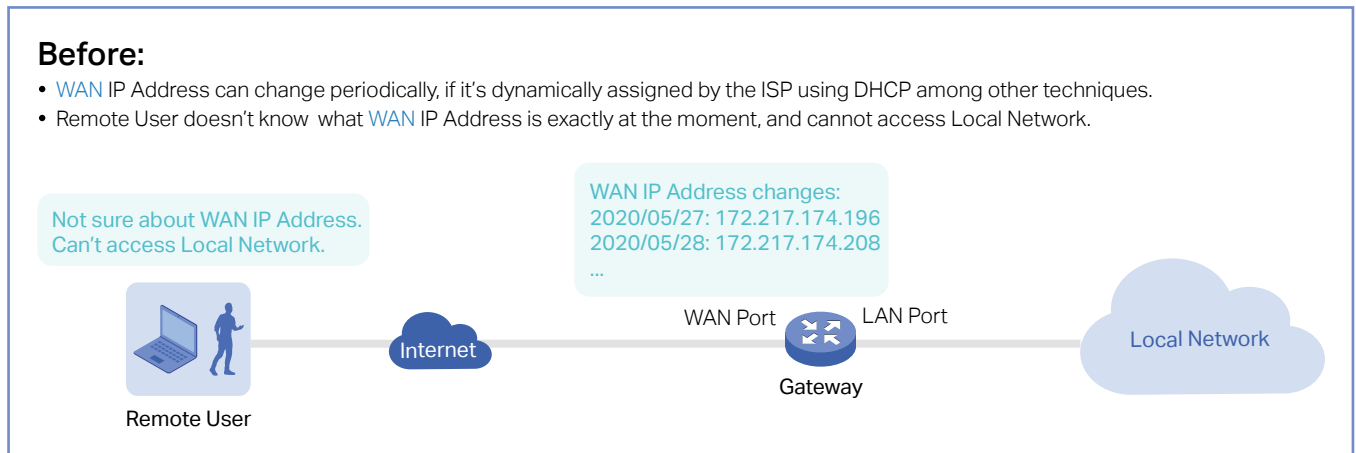 Before:
• WAN IP Address can change periodically, if it's dynamically assigned by the ISP using DHCP among other techniques.
• Remote User doesn't know what WAN IP Address is exactly at the moment, and cannot access Local Network.
Not sure about WAN IP Address.
Can't access Local Network.
WAN IP Address changes:
2020/05/27: 172.217.174.196
2020/05/28: 172.217.174.208
...
WAN Port
LAN Port
Internet
Local Network
Gateway
Remote User